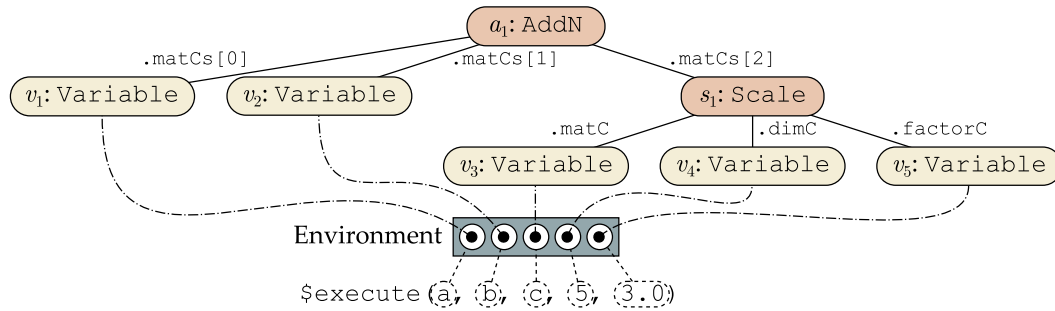 a₁: AddN
.matCs[0] .matCs[1] .matCs[2]
v₁: Variable v₂: Variable s₁: Scale
.matC .dimC .factorC
v₃: Variable v₄: Variable v₅: Variable
Environment
$execute(a, b, c, 5, 3.0)